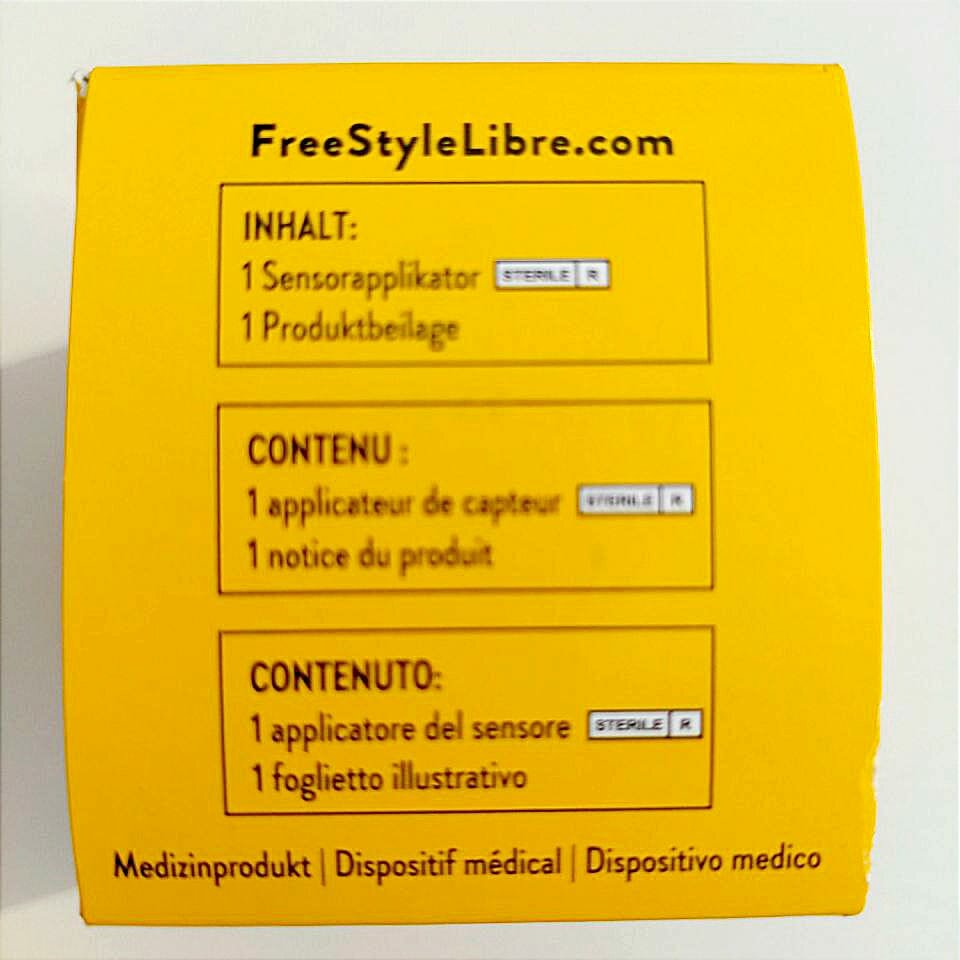 FreeStyleLibre.com
INHALT:
1 Sensorapplikator STERILE R
1 Produktbeilage
CONTENU :
1 applicateur de capteur STERILE R
1 notice du produit
CONTENUTO:
1 applicatore del sensore STERILE R
1 foglietto illustrativo
Medizinprodukt | Dispositif médical | Dispositivo medico